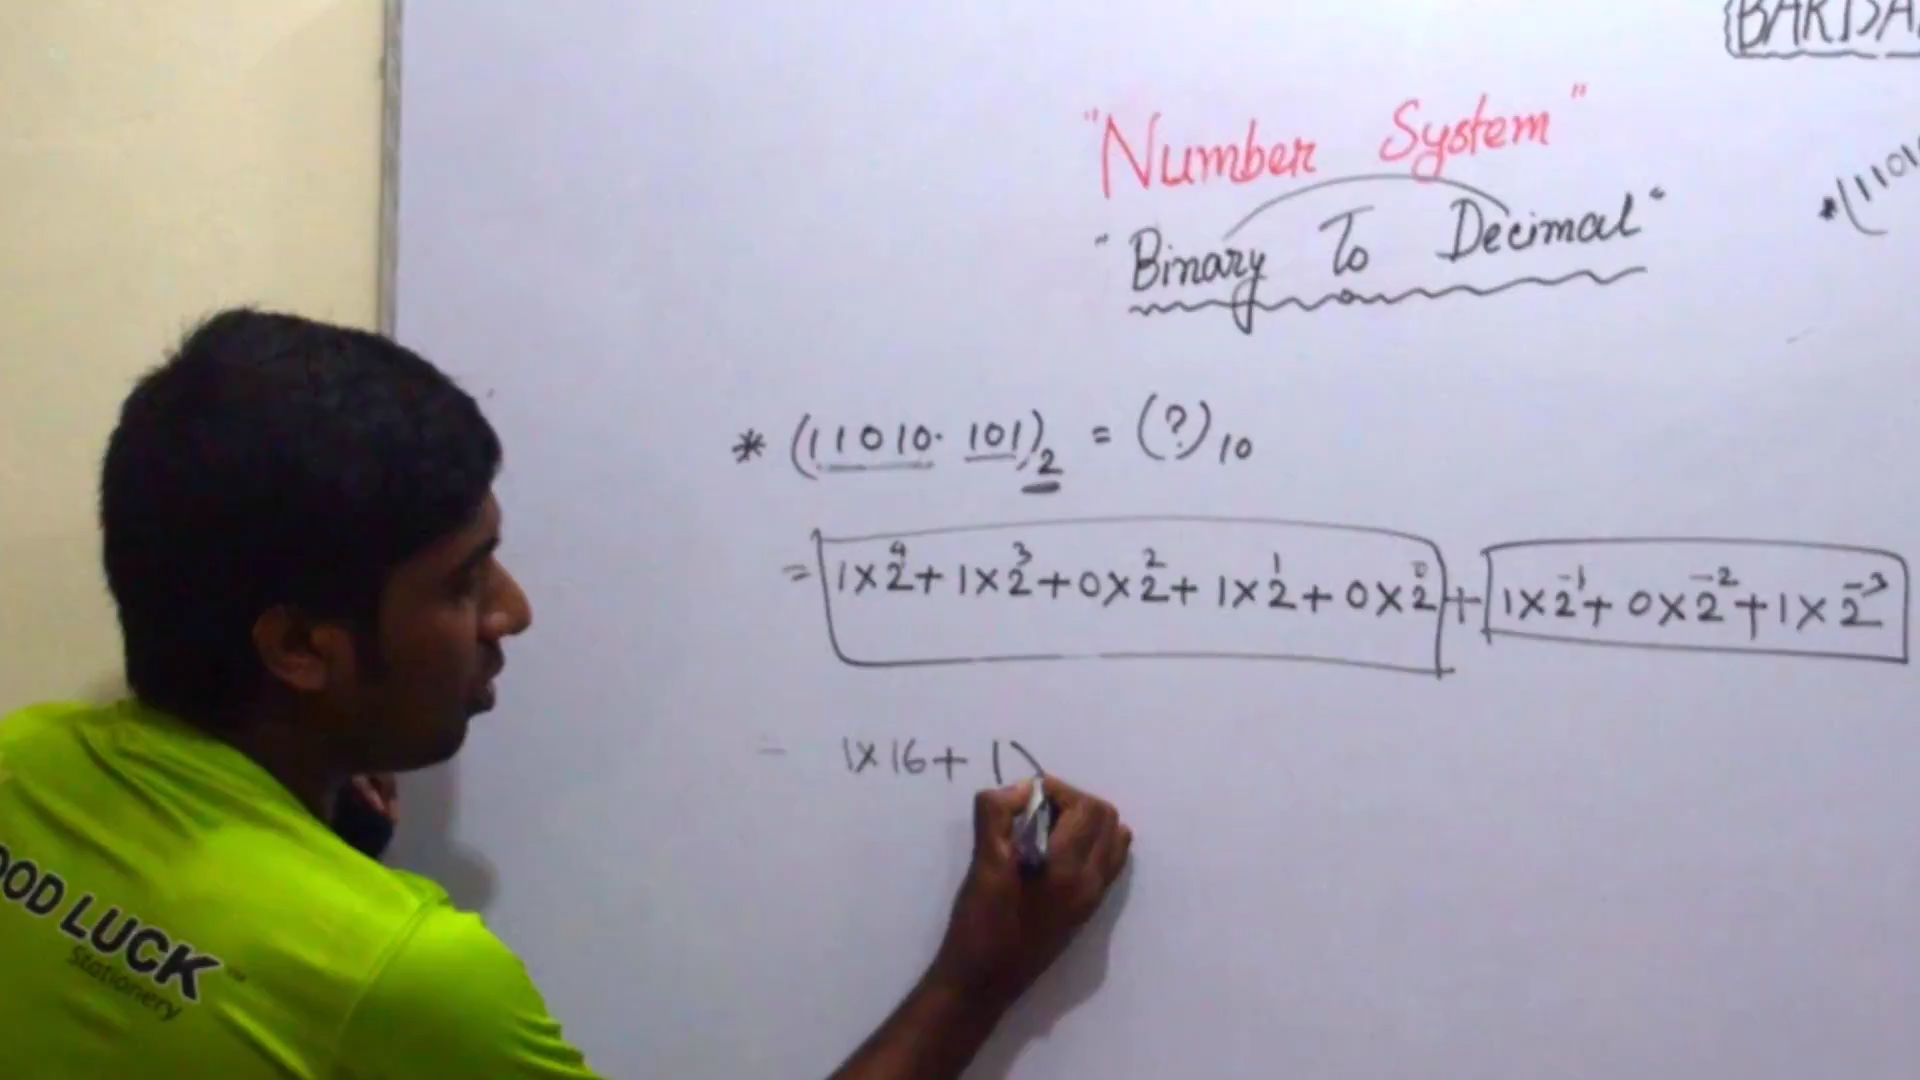 "Number System"
"Binary To Decimal"
* (11010. 101)₂ = (?)₁₀
= 1×2⁴ + 1×2³ + 0×2² + 1×2¹ + 0×2⁰ + 1×2⁻¹ + 0×2⁻² + 1×2⁻³
= 1×16 + 1×
LUCK
Stationery